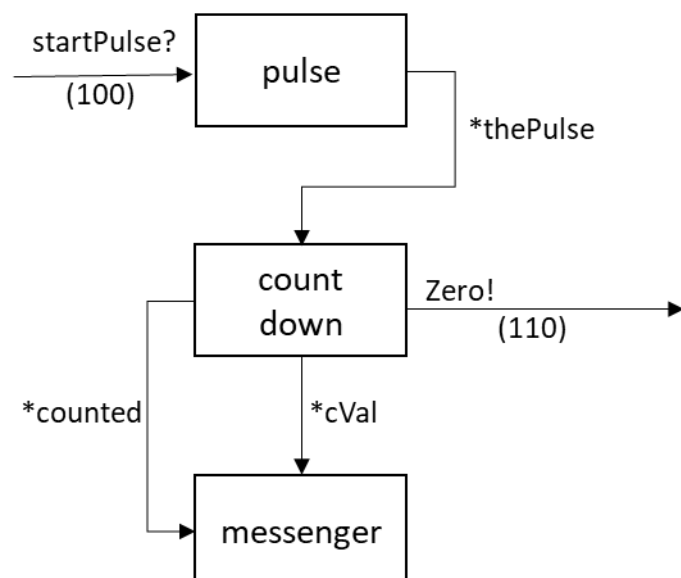 startPulse?
(100)
pulse
*thePulse
count
down
Zero!
(110)
*counted
*cVal
messenger